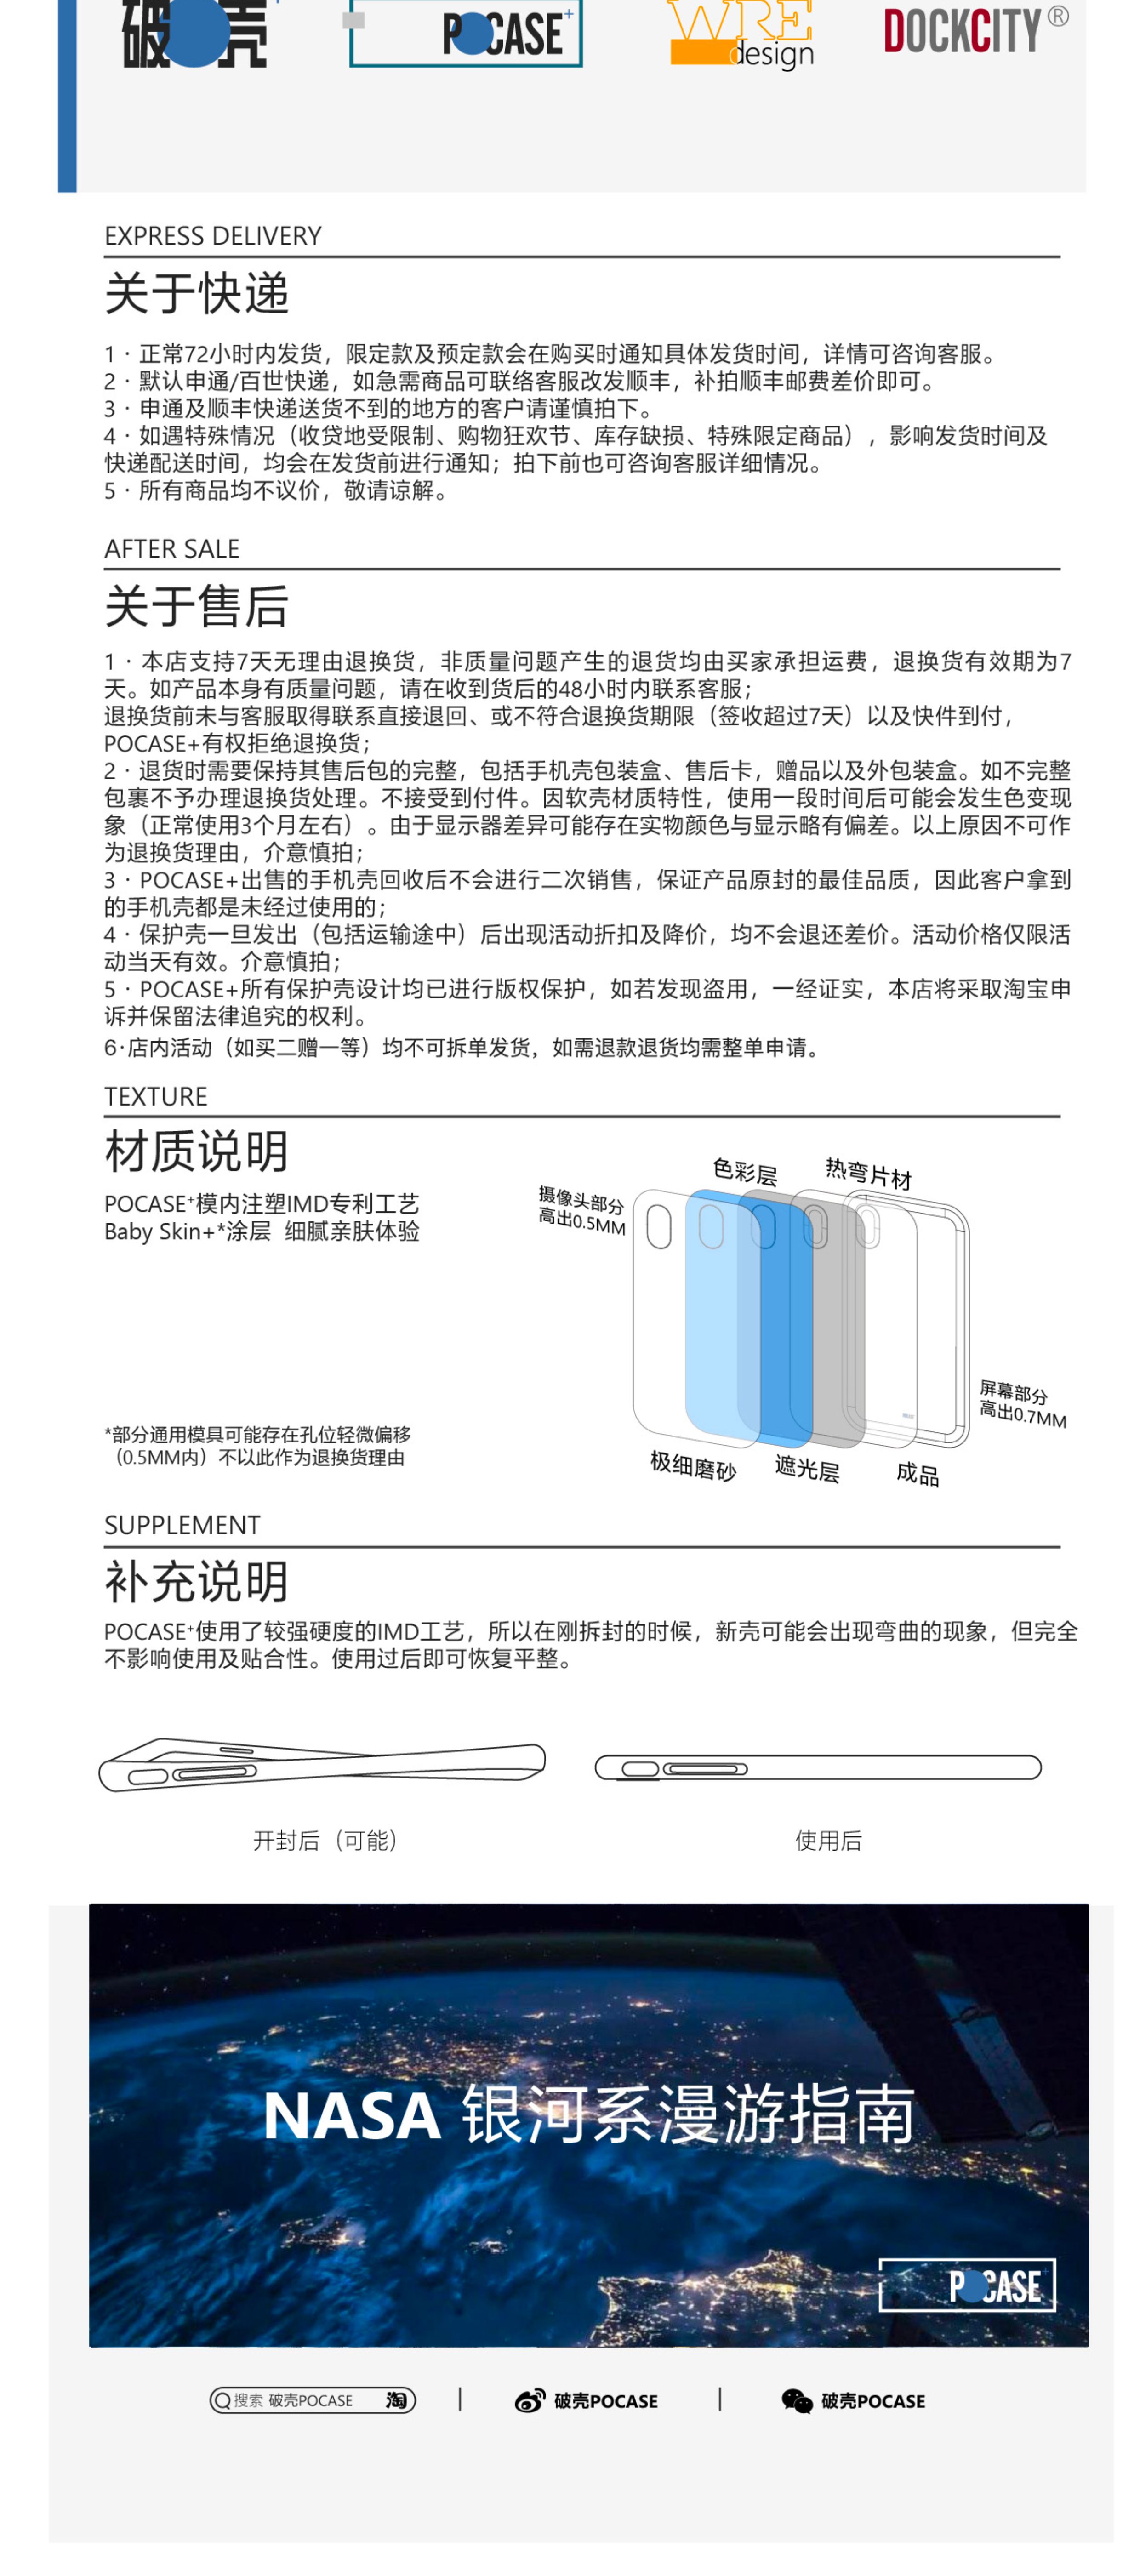 破壳
POCASE+
WRE
design
DOCKCITY®
EXPRESS DELIVERY
关于快递
1 · 正常72小时内发货，限定款及预定款会在购买时通知具体发货时间，详情可咨询客服。
2 · 默认申通/百世快递，如急需商品可联络客服改发顺丰，补拍顺丰邮费差价即可。
3 · 申通及顺丰快递送货不到的地方的客户请谨慎拍下。
4 · 如遇特殊情况（收贷地受限制、购物狂欢节、库存缺损、特殊限定商品），影响发货时间及
快递配送时间，均会在发货前进行通知；拍下前也可咨询客服详细情况。
5 · 所有商品均不议价，敬请谅解。
AFTER SALE
关于售后
1 · 本店支持7天无理由退换货，非质量问题产生的退货均由买家承担运费，退换货有效期为7
天。如产品本身有质量问题，请在收到货后的48小时内联系客服；
退换货前未与客服取得联系直接退回、或不符合退换货期限（签收超过7天）以及快件到付，
POCASE+有权拒绝退换货；
2 · 退货时需要保持其售后包的完整，包括手机壳包装盒、售后卡，赠品以及外包装盒。如不完整
包裹不予办理退换货处理。不接受到付件。因软壳材质特性，使用一段时间后可能会发生色变现
象（正常使用3个月左右）。由于显示器差异可能存在实物颜色与显示略有偏差。以上原因不可作
为退换货理由，介意慎拍；
3 · POCASE+出售的手机壳回收后不会进行二次销售，保证产品原封的最佳品质，因此客户拿到
的手机壳都是未经过使用的；
4 · 保护壳一旦发出（包括运输途中）后出现活动折扣及降价，均不会退还差价。活动价格仅限活
动当天有效。介意慎拍；
5 · POCASE+所有保护壳设计均已进行版权保护，如若发现盗用，一经证实，本店将采取淘宝申
诉并保留法律追究的权利。
6·店内活动（如买二赠一等）均不可拆单发货，如需退款退货均需整单申请。
TEXTURE
材质说明
POCASE+模内注塑IMD专利工艺
Baby Skin+*涂层 细腻亲肤体验
色彩层
热弯片材
摄像头部分
高出0.5MM
屏幕部分
高出0.7MM
极细磨砂
遮光层
成品
*部分通用模具可能存在孔位轻微偏移
（0.5MM内）不以此作为退换货理由
SUPPLEMENT
补充说明
POCASE+使用了较强硬度的IMD工艺，所以在刚拆封的时候，新壳可能会出现弯曲的现象，但完全
不影响使用及贴合性。使用过后即可恢复平整。
开封后（可能）
使用后
NASA 银河系漫游指南
POCASE+
搜索 破壳POCASE 淘
破壳POCASE
破壳POCASE